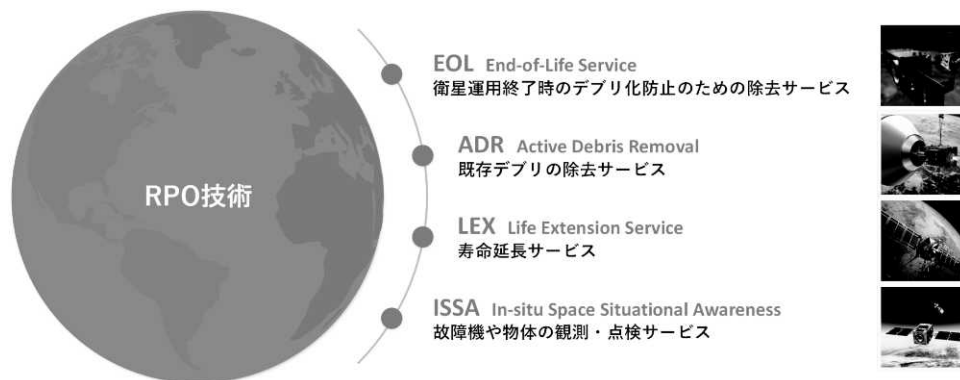 RPO技術
EOL End-of-Life Service
衛星運用終了時のデブリ化防止のための除去サービス
ADR Active Debris Removal
既存デブリの除去サービス
LEX Life Extension Service
寿命延長サービス
ISSA In-situ Space Situational Awareness
故障機や物体の観測・点検サービス